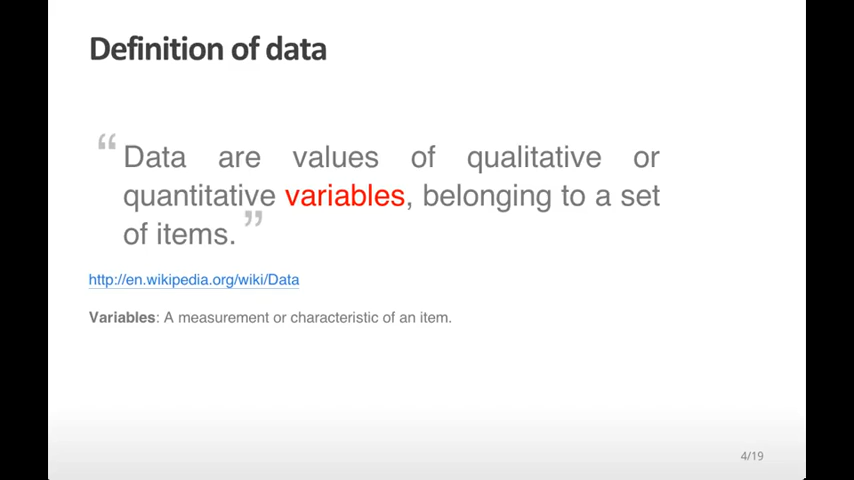 Definition of data
“ Data are values of qualitative or
quantitative variables, belonging to a set
of items. ”
http://en.wikipedia.org/wiki/Data
Variables: A measurement or characteristic of an item.
4/19